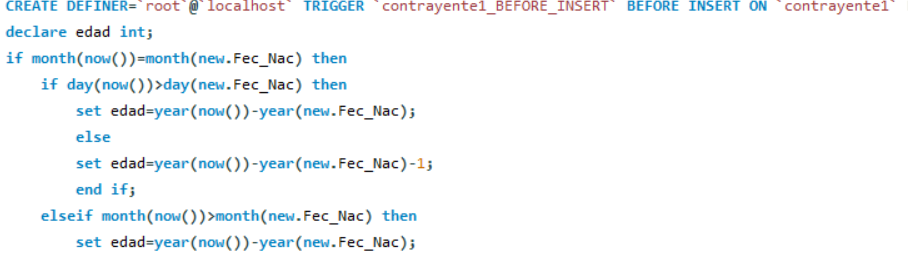 CREATE DEFINER=`root`@`localhost` TRIGGER `contrayente1_BEFORE_INSERT` BEFORE INSERT ON `contrayente1`
declare edad int;
if month(now())=month(new.Fec_Nac) then
if day(now())>day(new.Fec_Nac) then
set edad=year(now())-year(new.Fec_Nac);
else
set edad=year(now())-year(new.Fec_Nac)-1;
end if;
elseif month(now())>month(new.Fec_Nac) then
set edad=year(now())-year(new.Fec_Nac);